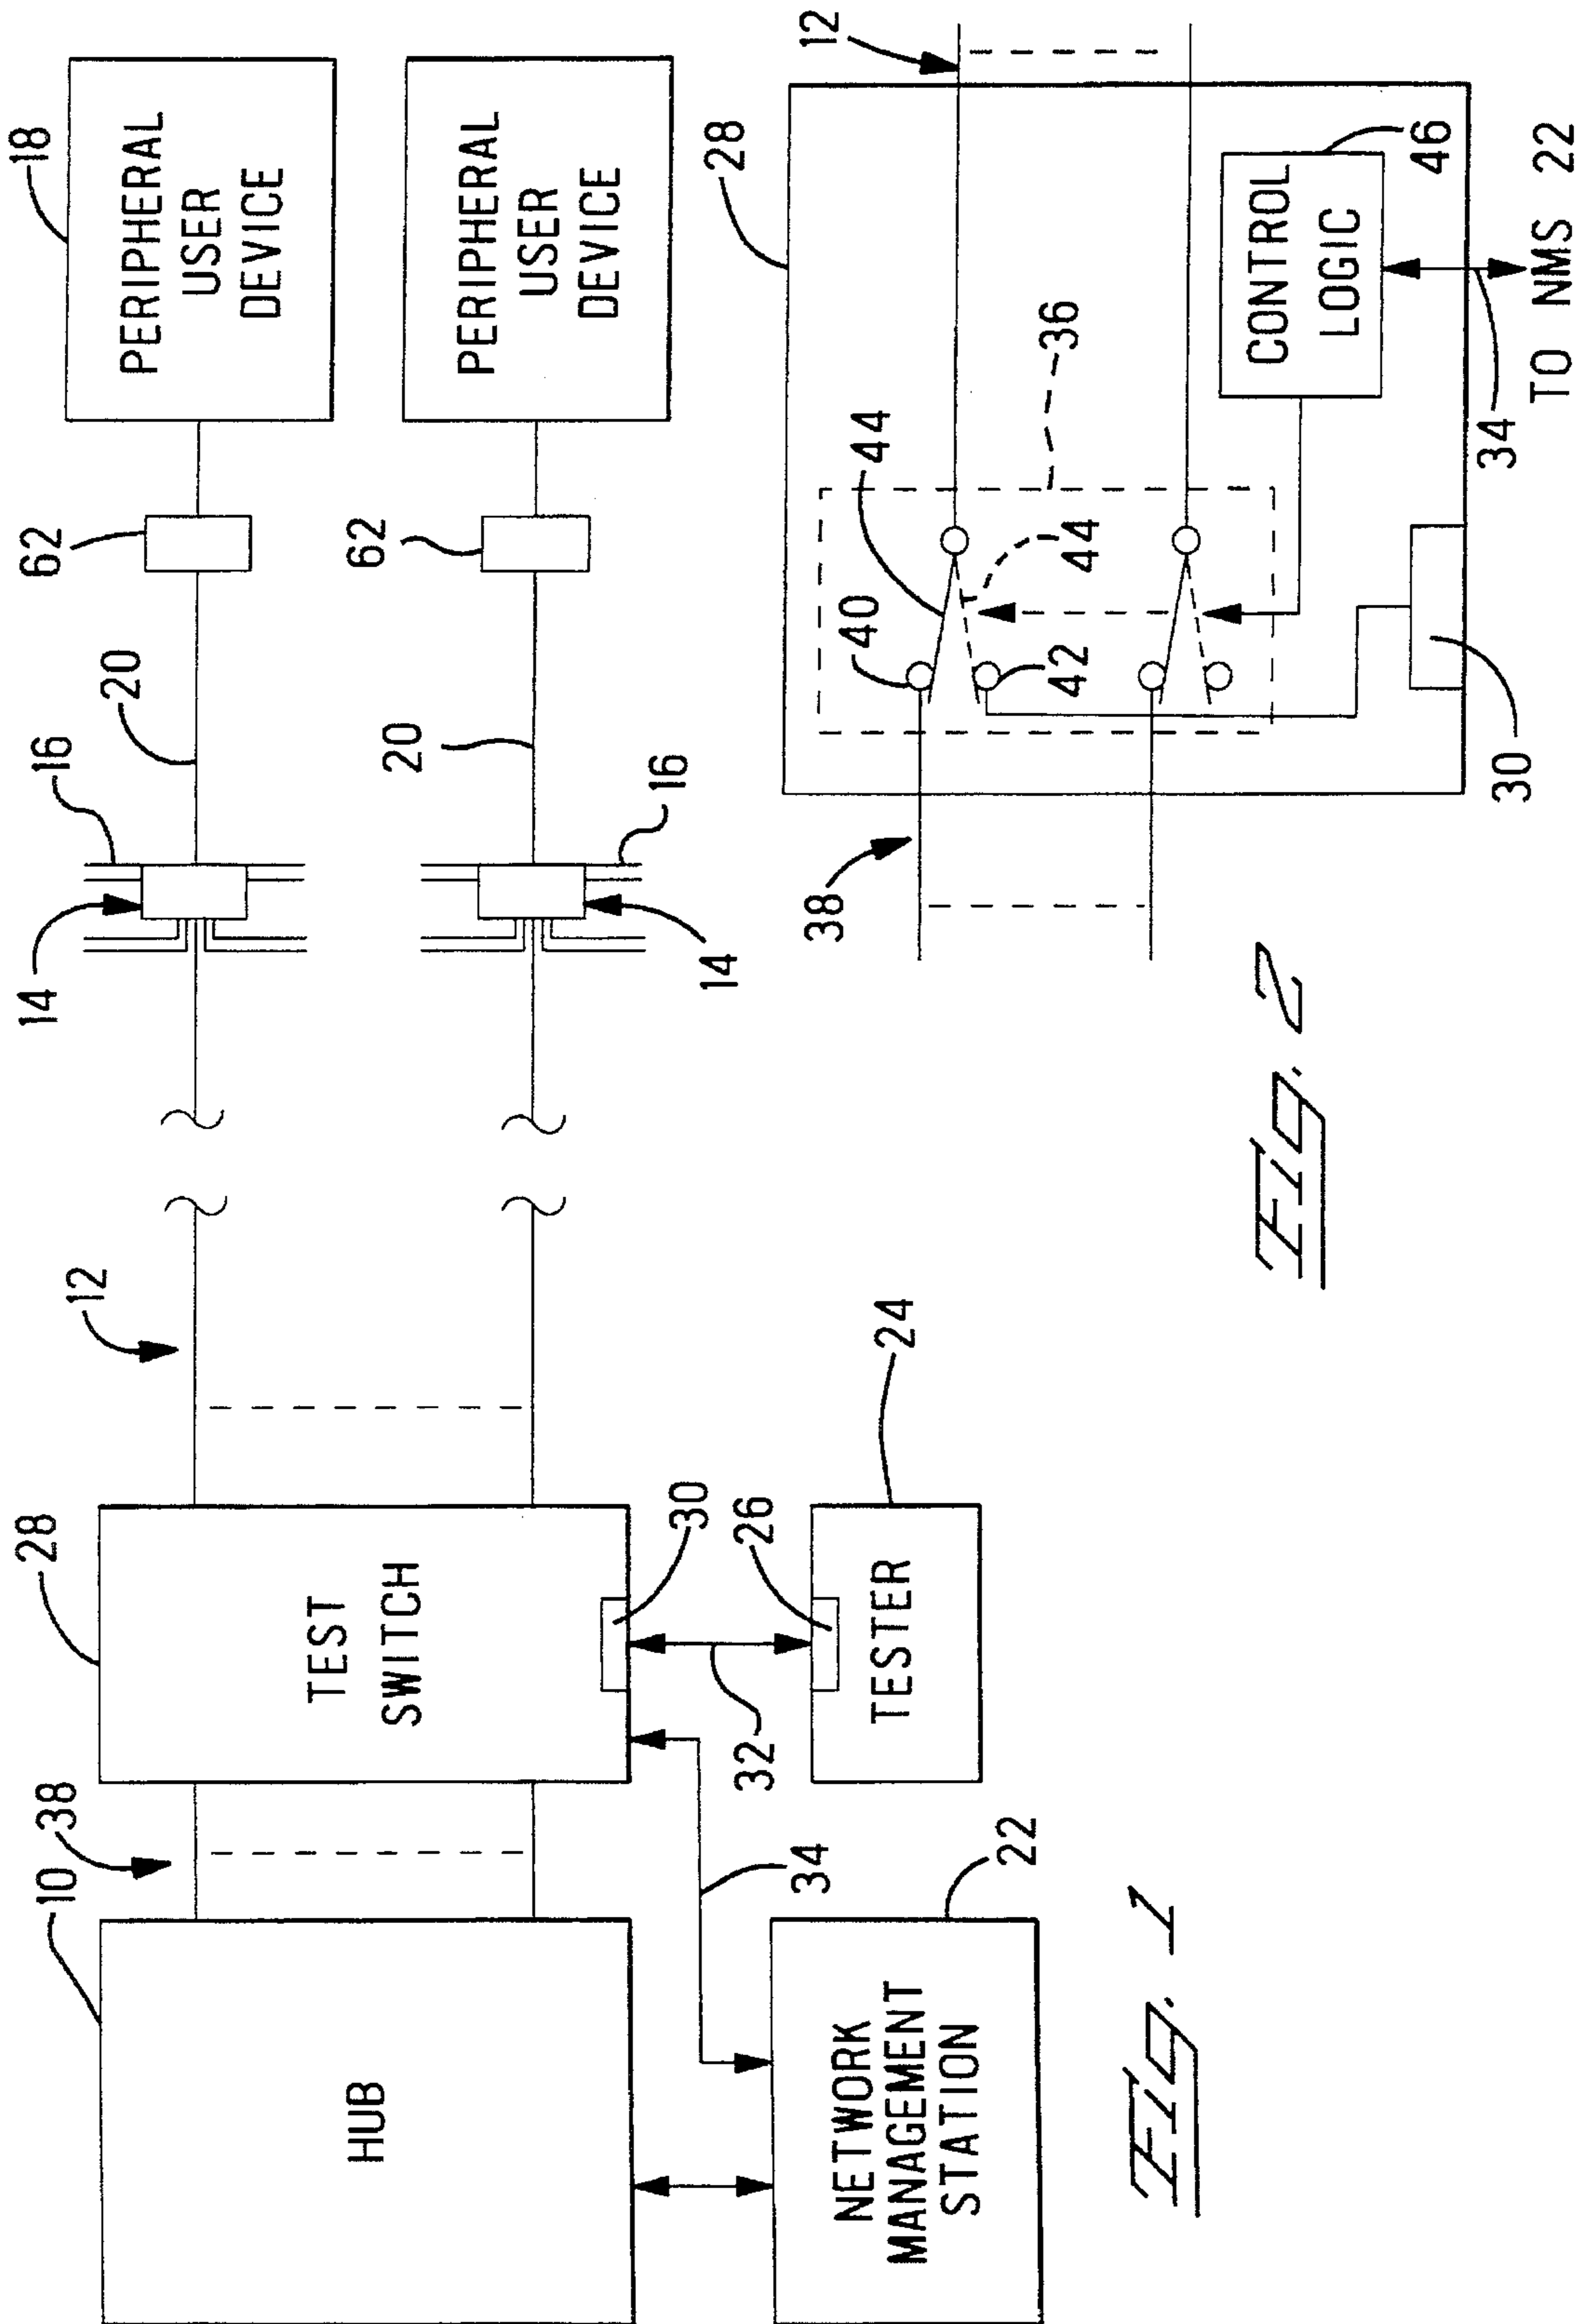 10
38
28
12
14
16
20
62
18
HUB
TEST
SWITCH
PERIPHERAL
USER
DEVICE
30
20
62
14
16
PERIPHERAL
USER
DEVICE
32
26
34
24
TESTER
22
NETWORK
MANAGEMENT
STATION
Fig. 1
28
12
38
40
44
36
44
42
CONTROL
LOGIC
46
30
34
TO NMS 22
Fig. 2